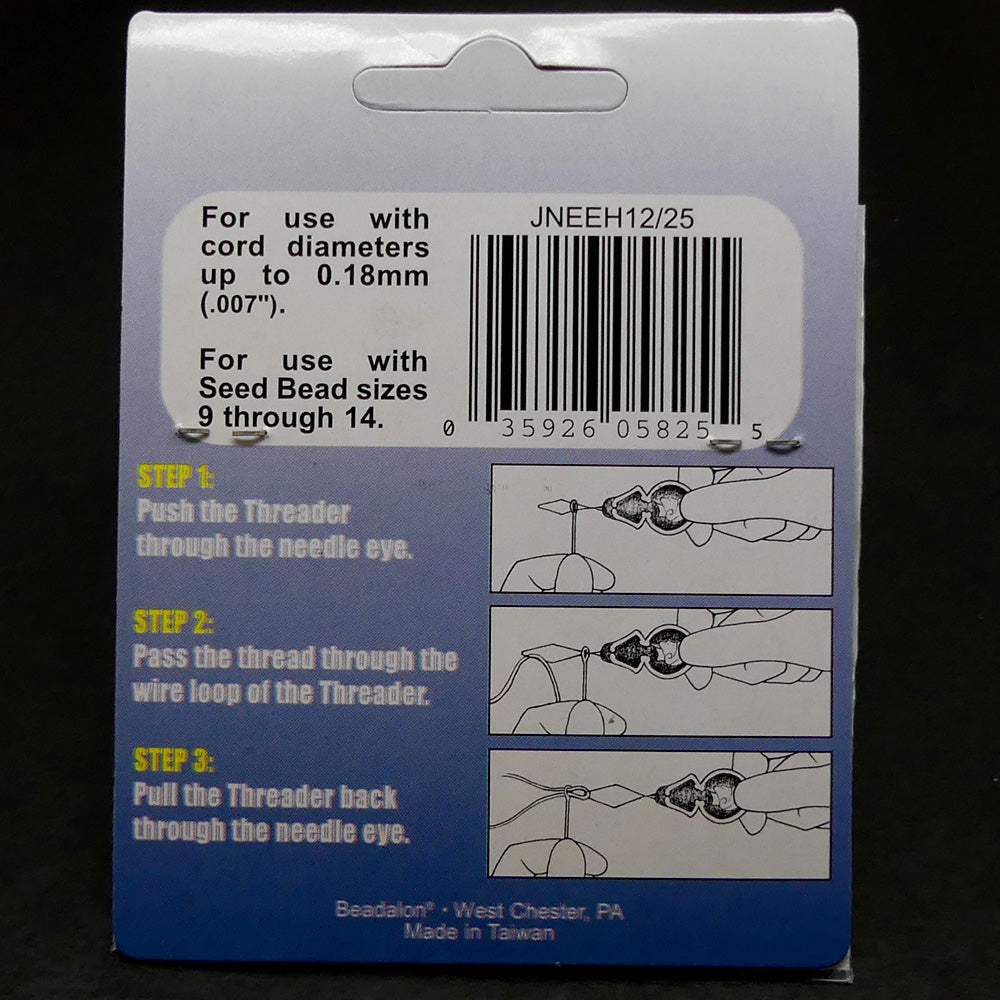 For use with
cord diameters
up to 0.18mm
(.007").
For use with
Seed Bead sizes
9 through 14.
JNEEH12/25
0 35926 05825 5
STEP 1:
Push the Threader
through the needle eye.
STEP 2:
Pass the thread through the
wire loop of the Threader.
STEP 3:
Pull the Threader back
through the needle eye.
Beadalon® · West Chester, PA
Made in Taiwan